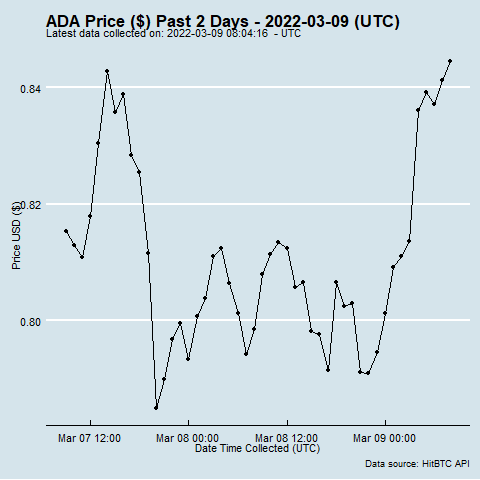 ADA Price ($) Past 2 Days - 2022-03-09 (UTC)
Latest data collected on: 2022-03-09 08:04:16 - UTC
0.84
0.82
0.80
Price USD ($)
Mar 07 12:00 Mar 08 00:00 Mar 08 12:00 Mar 09 00:00
Date Time Collected (UTC)
Data source: HitBTC API